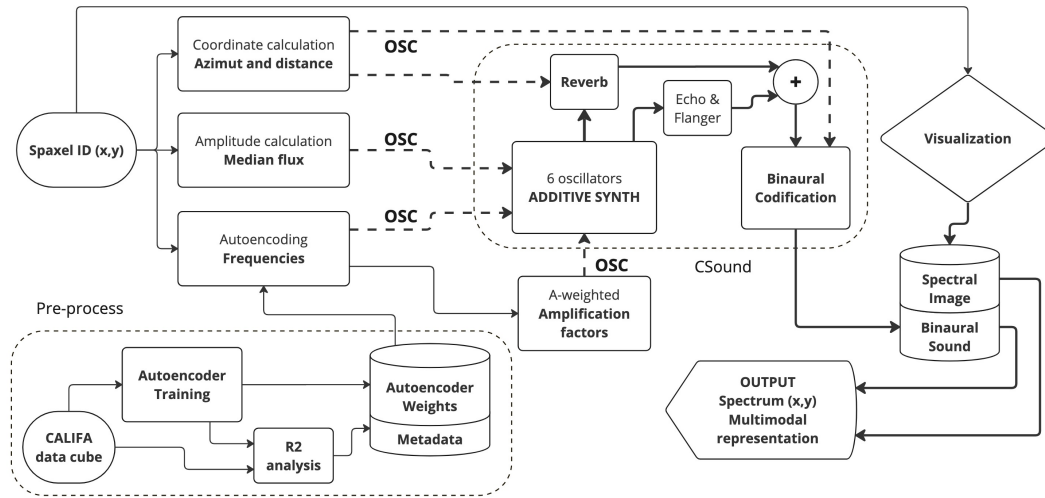 Coordinate calculation
Azimut and distance
OSC
Reverb
+
Echo &
Flanger
Visualization
Spaxel ID (x,y)
Amplitude calculation
Median flux
OSC
6 oscillators
ADDITIVE SYNTH
Binaural
Codification
OSC
Autoencoding
Frequencies
OSC
CSound
A-weighted
Amplification
factors
Spectral
Image
Binaural
Sound
Pre-process
Autoencoder
Training
Autoencoder
Weights
Metadata
CALIFA
data cube
R2
analysis
OUTPUT
Spectrum (x,y)
Multimodal
representation